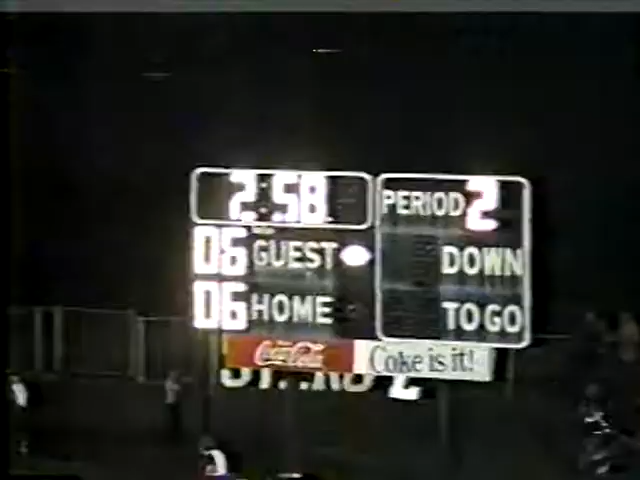 2:58 PERIOD 2
06 GUEST DOWN
06 HOME TO GO
Coca-Cola Coke is it!